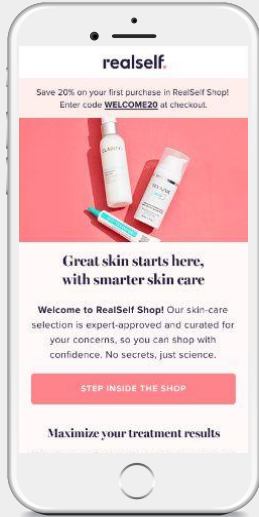 realself.
Save 20% on your first purchase in RealSelf Shop!
Enter code WELCOME20 at checkout.
Great skin starts here,
with smarter skin care
Welcome to RealSelf Shop! Our skin-care
selection is expert-approved and curated for
your concerns, so you can shop with
confidence. No secrets, just science.
STEP INSIDE THE SHOP
Maximize your treatment results